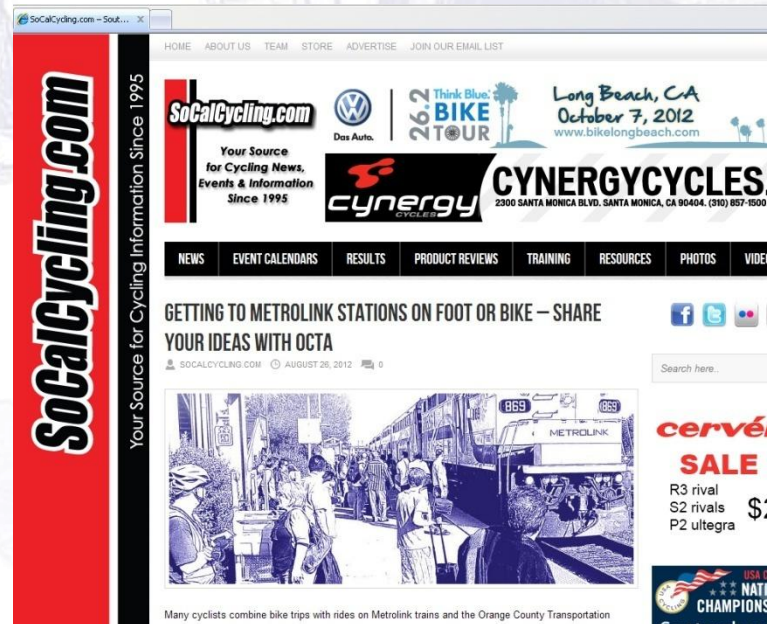 SoCalCycling.com – Sout...
SoCalCycling.com
Your Source for Cycling Information Since 1995
HOME ABOUT US TEAM STORE ADVERTISE JOIN OUR EMAIL LIST
SoCalCycling.com
Your Source
for Cycling News,
Events & Information
Since 1995
Das Auto.
26.2
Think Blue.
BIKE
TOUR
Long Beach, CA
October 7, 2012
www.bikelongbeach.com
cynergy
CYCLES
CYNERGYCYCLES.
2300 SANTA MONICA BLVD. SANTA MONICA, CA 90404. (310) 857-1500
NEWS EVENT CALENDARS RESULTS PRODUCT REVIEWS TRAINING RESOURCES PHOTOS VIDE
GETTING TO METROLINK STATIONS ON FOOT OR BIKE – SHARE
YOUR IDEAS WITH OCTA
SOCALCYCLING.COM AUGUST 26, 2012 0
869
869
METROLINK
Search here..
cervé
SALE
R3 rival
S2 rivals
P2 ultegra
$2
USA CYCLING
USA C
NATI
CHAMPIONS
Many cyclists combine bike trips with rides on Metrolink trains and the Orange County Transportation